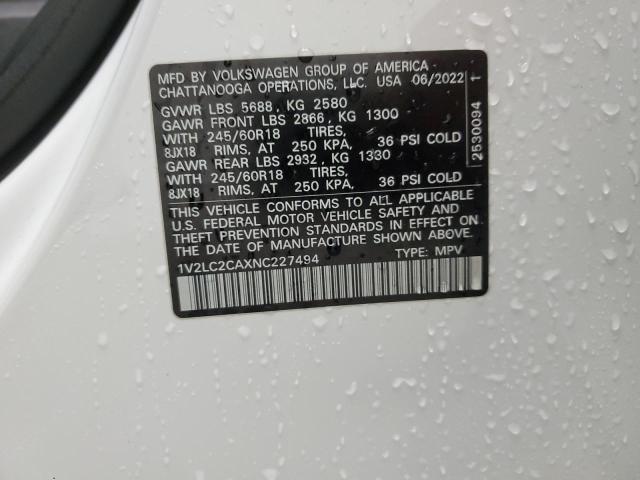 MFD BY VOLKSWAGEN GROUP OF AMERICA
CHATTANOOGA OPERATIONS, LLC. USA 06/2022
GVWR LBS 5688, KG 2580
GAWR FRONT LBS 2866, KG 1300
WITH 245/60R18 TIRES,
8JX18 RIMS, AT 250 KPA, 36 PSI COLD
GAWR REAR LBS 2932, KG 1330
WITH 245/60R18 TIRES,
8JX18 RIMS, AT 250 KPA, 36 PSI COLD
THIS VEHICLE CONFORMS TO ALL APPLICABLE
U.S. FEDERAL MOTOR VEHICLE SAFETY AND
THEFT PREVENTION STANDARDS IN EFFECT
ON THE DATE OF MANUFACTURE SHOWN ABOVE.
1V2LC2CAXNC227494 TYPE: MPV
2530094